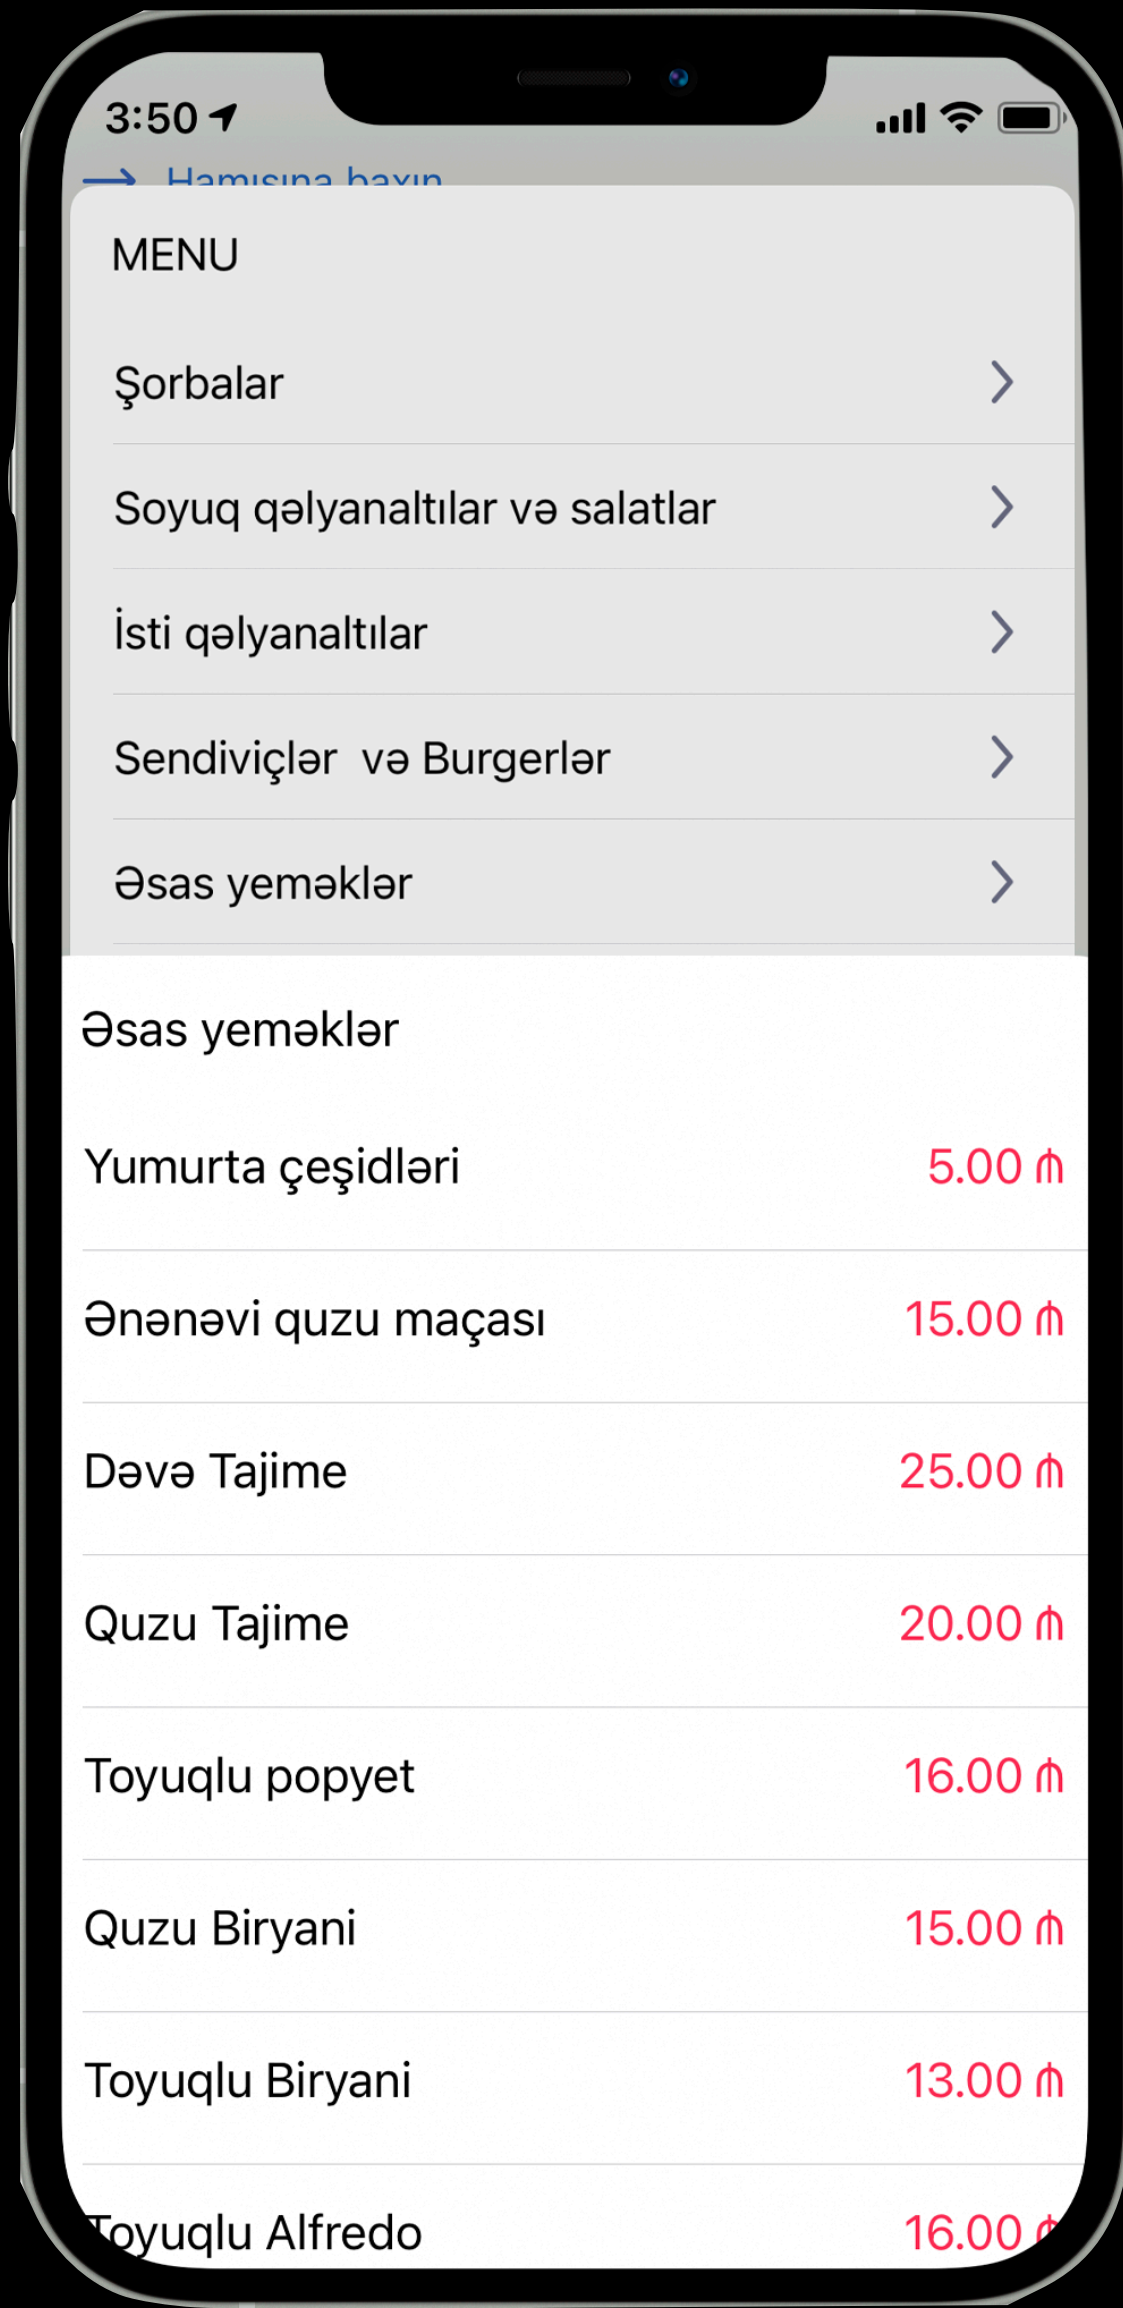 3:50
Hamısına baxın
MENU
Şorbalar
Soyuq qəlyanaltılar və salatlar
İsti qəlyanaltılar
Sendiviçlər və Burgerlər
Əsas yeməklər
Əsas yeməklər
Yumurta çeşidləri 5.00 ₼
Ənənəvi quzu maçası 15.00 ₼
Dəvə Tajime 25.00 ₼
Quzu Tajime 20.00 ₼
Toyuqlu popyet 16.00 ₼
Quzu Biryani 15.00 ₼
Toyuqlu Biryani 13.00 ₼
Toyuqlu Alfredo 16.00 ₼